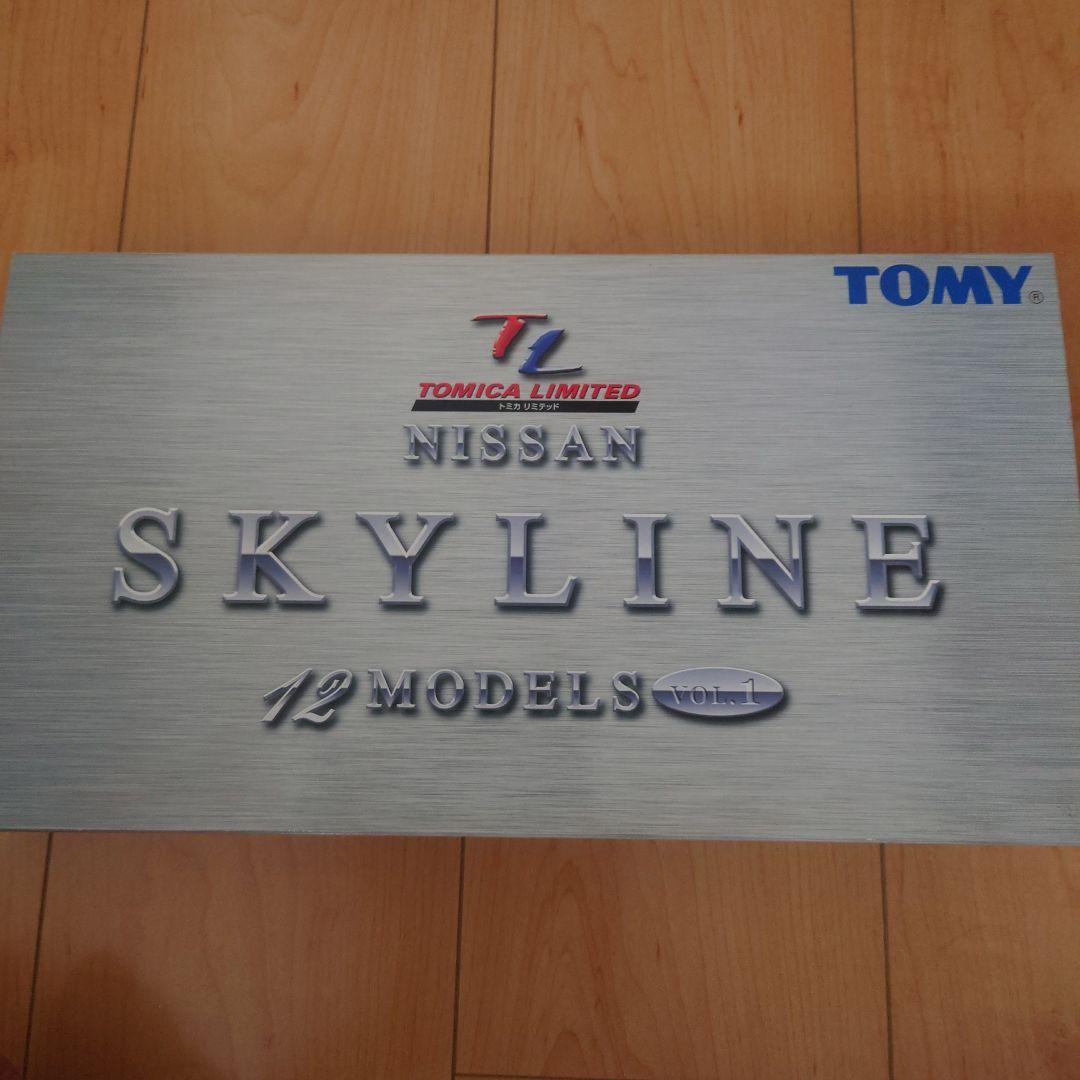 TOMY®
TL
TOMICA LIMITED
トミカ リミテッド
NISSAN
SKYLINE
12 MODELS VOL.1